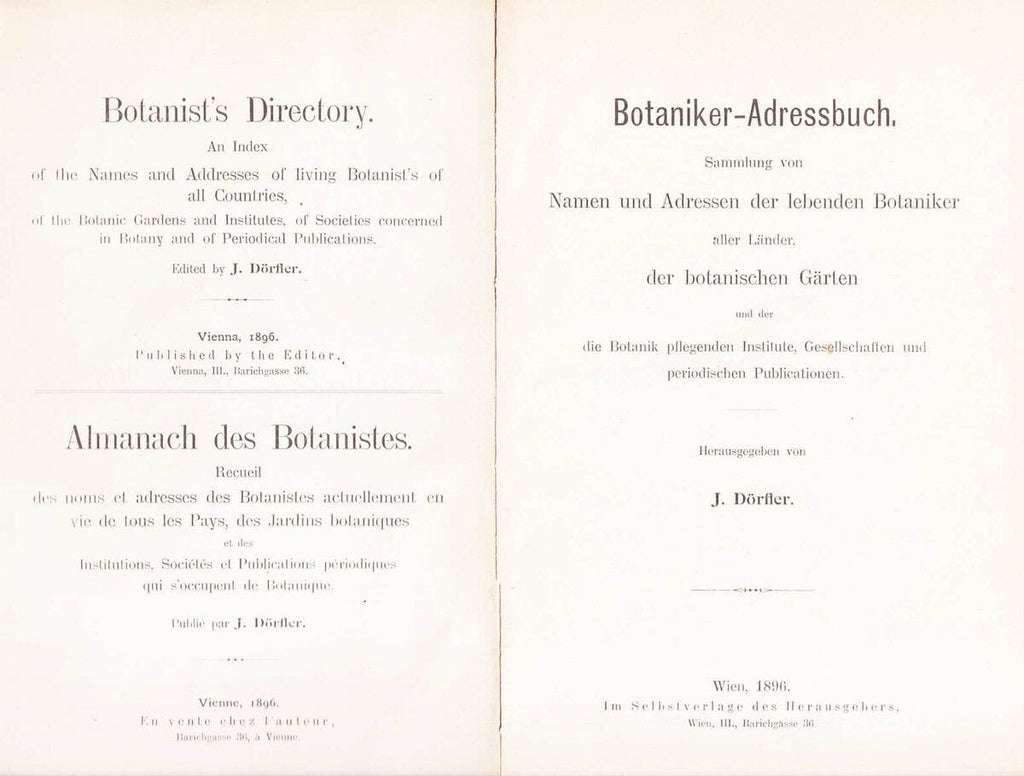 Botanist's Directory.
An Index
of the Names and Addresses of living Botanist's of
all Countries,
of the Botanic Gardens and Institutes, of Societies concerned
in Botany and of Periodical Publications.
Edited by J. Dörfler.
Vienna, 1896.
Published by the Editor,
Vienna, III., Barichgasse 36.
Almanach des Botanistes.
Recueil
des noms et adresses des Botanistes actuellement en
vie de tous les Pays, des Jardins botaniques
et des
Institutions, Sociétés et Publications périodiques
qui s'occupent de Botanique.
Publié par J. Dörfler.
Vienne, 1896.
En vente chez l'auteur,
Barichgasse 36, à Vienne.
Botaniker-Adressbuch.
Sammlung von
Namen und Adressen der lebenden Botaniker
aller Länder,
der botanischen Gärten
und der
die Botanik pflegenden Institute, Gesellschaften und
periodischen Publicationen.
Herausgegeben von
J. Dörfler.
Wien, 1896.
Im Selbstverlage des Herausgebers,
Wien, III., Barichgasse 36.